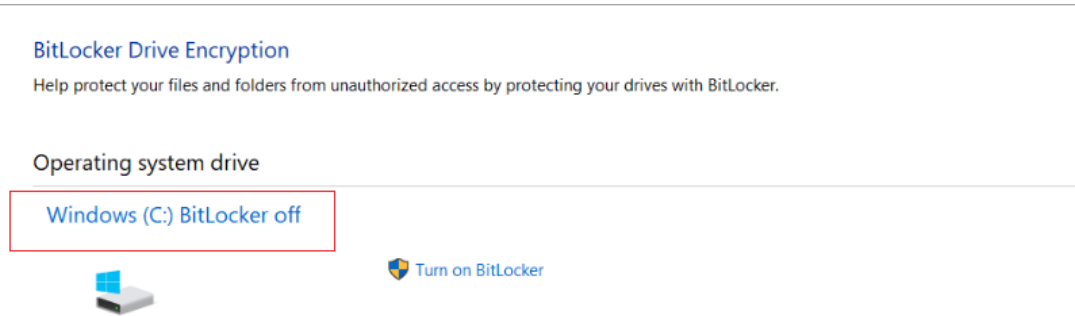 BitLocker Drive Encryption
Help protect your files and folders from unauthorized access by protecting your drives with BitLocker.
Operating system drive
Windows (C:) BitLocker off
Turn on BitLocker